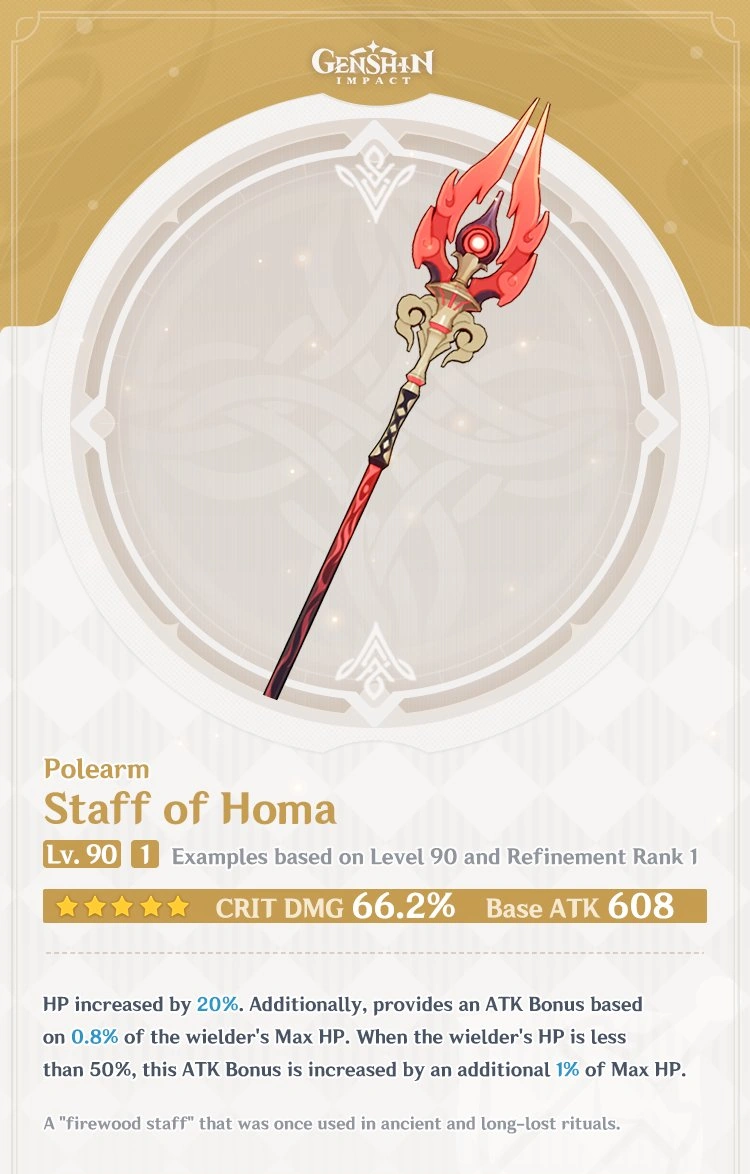 GENSHIN
IMPACT
Polearm
Staff of Homa
Lv. 90 1 Examples based on Level 90 and Refinement Rank 1
CRIT DMG 66.2% Base ATK 608
HP increased by 20%. Additionally, provides an ATK Bonus based
on 0.8% of the wielder's Max HP. When the wielder's HP is less
than 50%, this ATK Bonus is increased by an additional 1% of Max HP.
A "firewood staff" that was once used in ancient and long-lost rituals.